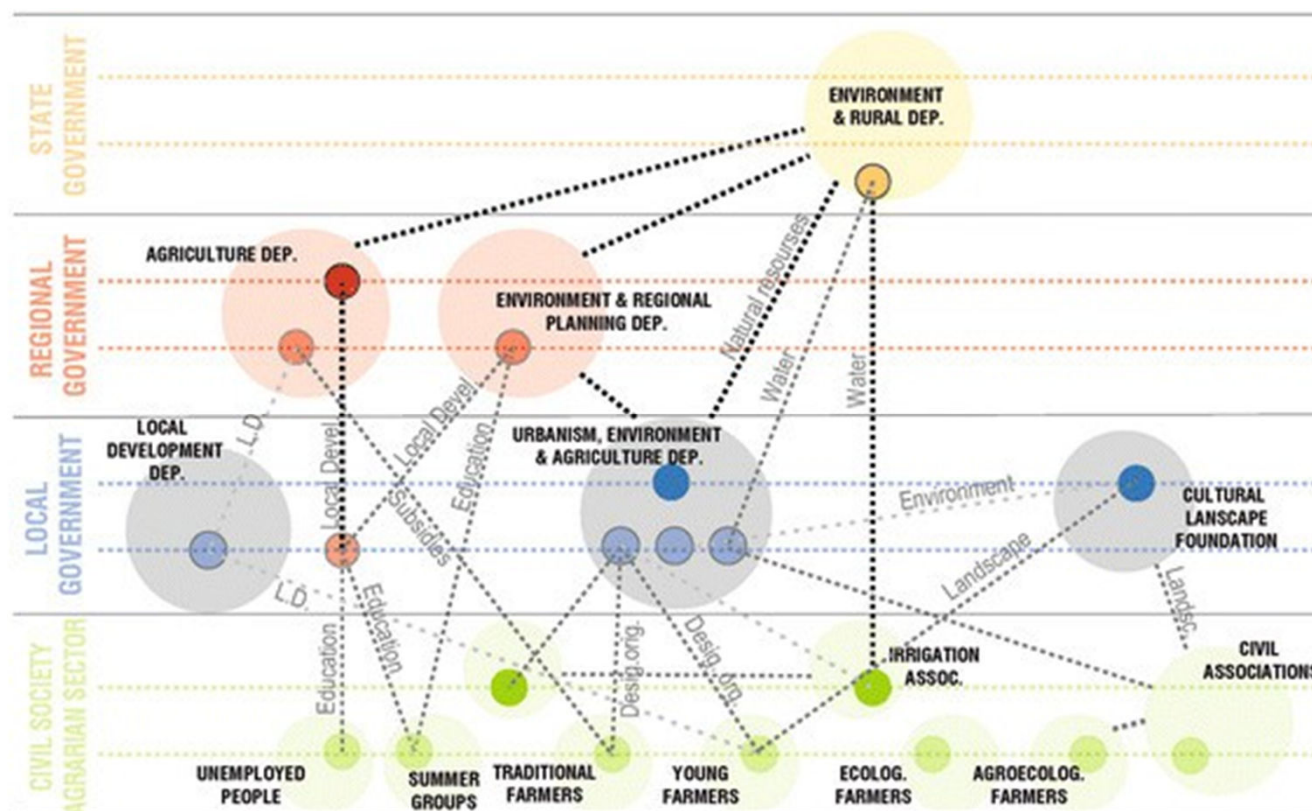 STATE
GOVERNMENT
ENVIRONMENT
& RURAL DEP.
REGIONAL
GOVERNMENT
AGRICULTURE DEP.
ENVIRONMENT & REGIONAL
PLANNING DEP.
Natural resourses
Water
Water
LOCAL
GOVERNMENT
LOCAL
DEVELOPMENT
DEP.
L.D.
Local Devel.
Local Devel.
Education
Subsidies
URBANISM, ENVIRONMENT
& AGRICULTURE DEP.
Environment
CULTURAL
LANSCAPE
FOUNDATION
Landscape
Landsc.
L.D.
Education
Education
Desig.orig.
Desig. org.
CIVIL SOCIETY
AGRARIAN SECTOR
IRRIGATION
ASSOC.
CIVIL
ASSOCIATIONS
UNEMPLOYED
PEOPLE
SUMMER
GROUPS
TRADITIONAL
FARMERS
YOUNG
FARMERS
ECOLOG.
FARMERS
AGROECOLOG.
FARMERS